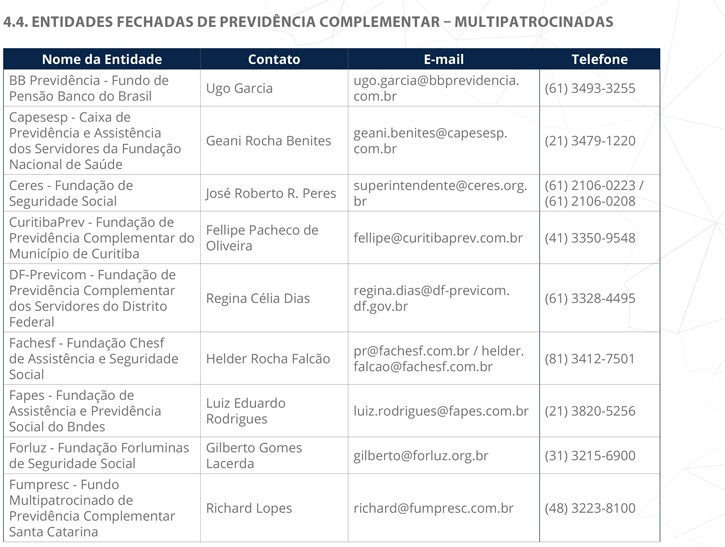 4.4. ENTIDADES FECHADAS DE PREVIDÊNCIA COMPLEMENTAR – MULTIPATROCINADAS
Nome da Entidade Contato E-mail Telefone
BB Previdência - Fundo de
Pensão Banco do Brasil
Ugo Garcia
ugo.garcia@bbprevidencia.
com.br
(61) 3493-3255
Capesesp - Caixa de
Previdência e Assistência
dos Servidores da Fundação
Nacional de Saúde
Geani Rocha Benites
geani.benites@capesesp.
com.br
(21) 3479-1220
Ceres - Fundação de
Seguridade Social
José Roberto R. Peres
superintendente@ceres.org.
br
(61) 2106-0223 /
(61) 2106-0208
CuritibaPrev - Fundação de
Previdência Complementar do
Município de Curitiba
Fellipe Pacheco de
Oliveira
fellipe@curitibaprev.com.br
(41) 3350-9548
DF-Previcom - Fundação de
Previdência Complementar
dos Servidores do Distrito
Federal
Regina Célia Dias
regina.dias@df-previcom.
df.gov.br
(61) 3328-4495
Fachesf - Fundação Chesf
de Assistência e Seguridade
Social
Helder Rocha Falcão
pr@fachesf.com.br / helder.
falcao@fachesf.com.br
(81) 3412-7501
Fapes - Fundação de
Assistência e Previdência
Social do Bndes
Luiz Eduardo
Rodrigues
luiz.rodrigues@fapes.com.br
(21) 3820-5256
Forluz - Fundação Forluminas
de Seguridade Social
Gilberto Gomes
Lacerda
gilberto@forluz.org.br
(31) 3215-6900
Fumpresc - Fundo
Multipatrocinado de
Previdência Complementar
Santa Catarina
Richard Lopes
richard@fumpresc.com.br
(48) 3223-8100